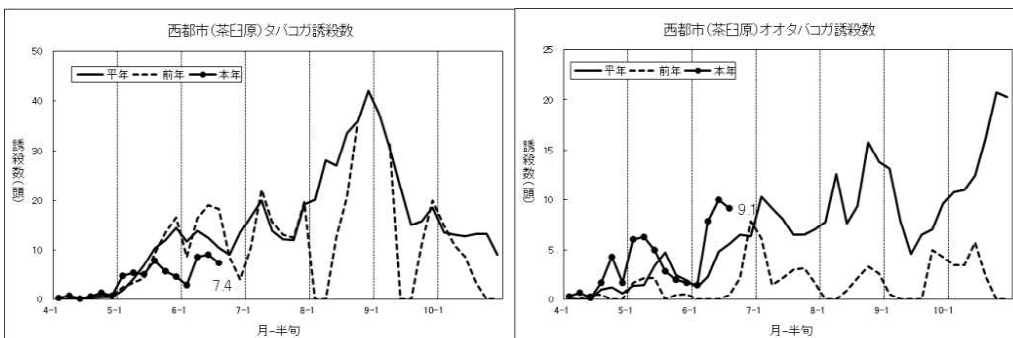 西都市(茶臼原)タバコガ誘殺数
平年 前年 本年
誘殺数(頭)
50
40
30
20
10
0
7.4
4-1 5-1 6-1 7-1 8-1 9-1 10-1
月-半旬
西都市(茶臼原)オオタバコガ誘殺数
平年 前年 本年
誘殺数(頭)
25
20
15
10
5
0
9.1
4-1 5-1 6-1 7-1 8-1 9-1 10-1
月-半旬